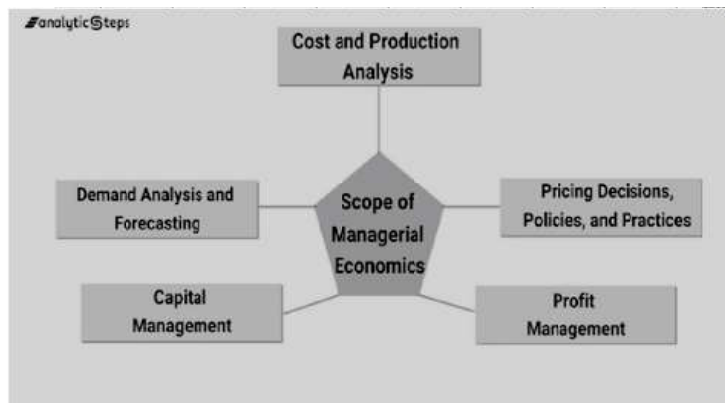 analyticSteps
Cost and Production
Analysis
Demand Analysis and
Forecasting
Scope of
Managerial
Economics
Pricing Decisions,
Policies, and Practices
Capital
Management
Profit
Management